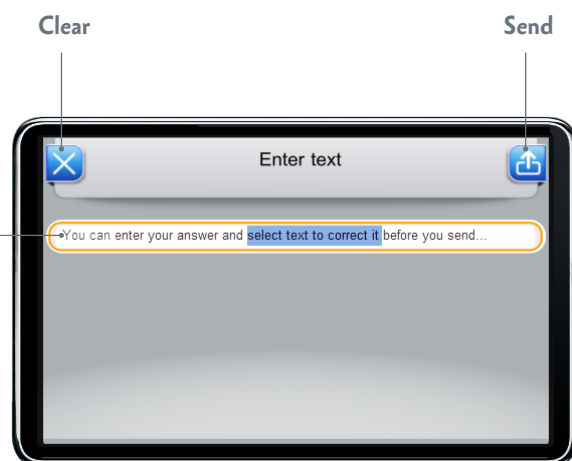 Clear Send
Enter text
You can enter your answer and select text to correct it before you send...